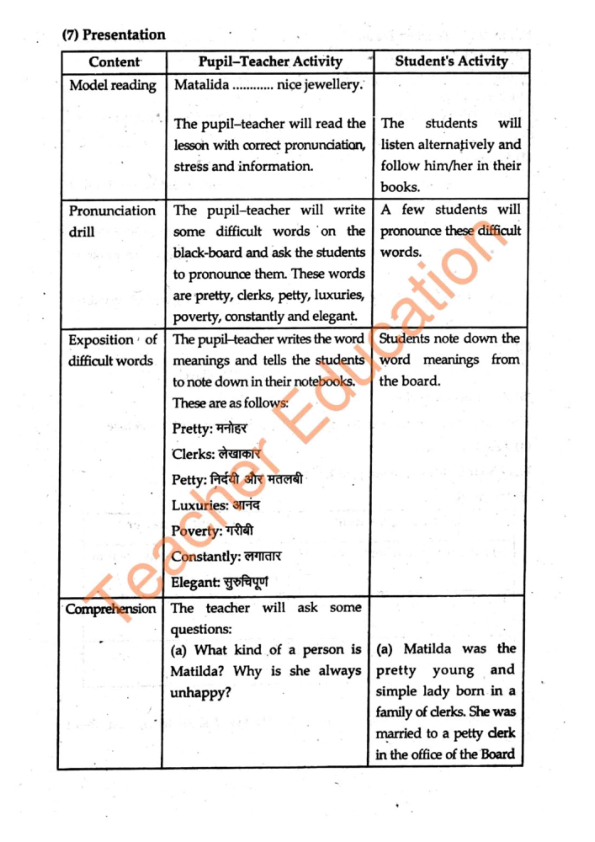 (7) Presentation
Content
Pupil–Teacher Activity
Student's Activity
Model reading
Matalida ............ nice jewellery.
The pupil–teacher will read the
lesson with correct pronunciation,
stress and information.
The students will
listen alternatively and
follow him/her in their
books.
Pronunciation
drill
The pupil–teacher will write
some difficult words on the
black-board and ask the students
to pronounce them. These words
are pretty, clerks, petty, luxuries,
poverty, constantly and elegant.
A few students will
pronounce these difficult
words.
Exposition of
difficult words
The pupil–teacher writes the word
meanings and tells the students
to note down in their notebooks.
These are as follows:
Pretty: मनोहर
Clerks: लेखाकार
Petty: निर्दयी और मतलबी
Luxuries: आनंद
Poverty: गरीबी
Constantly: लगातार
Elegant: सुरुचिपूर्ण
Students note down the
word meanings from
the board.
Comprehension
The teacher will ask some
questions:
(a) What kind of a person is
Matilda? Why is she always
unhappy?
(a) Matilda was the
pretty young and
simple lady born in a
family of clerks. She was
married to a petty clerk
in the office of the Board
Teacher Education